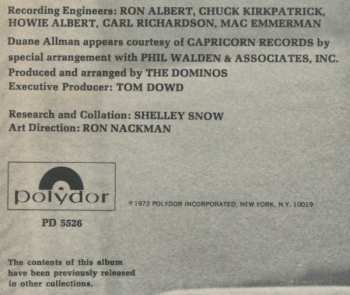 Recording Engineers: RON ALBERT, CHUCK KIRKPATRICK,
HOWIE ALBERT, CARL RICHARDSON, MAC EMMERMAN
Duane Allman appears courtesy of CAPRICORN RECORDS by
special arrangement with PHIL WALDEN & ASSOCIATES, INC.
Produced and arranged by THE DOMINOS
Executive Producer: TOM DOWD
Research and Collation: SHELLEY SNOW
Art Direction: RON NACKMAN
polydor
℗1972 POLYDOR INCORPORATED, NEW YORK, N.Y. 10019
PD 5526
The contents of this album
have been previously released
in other collections.